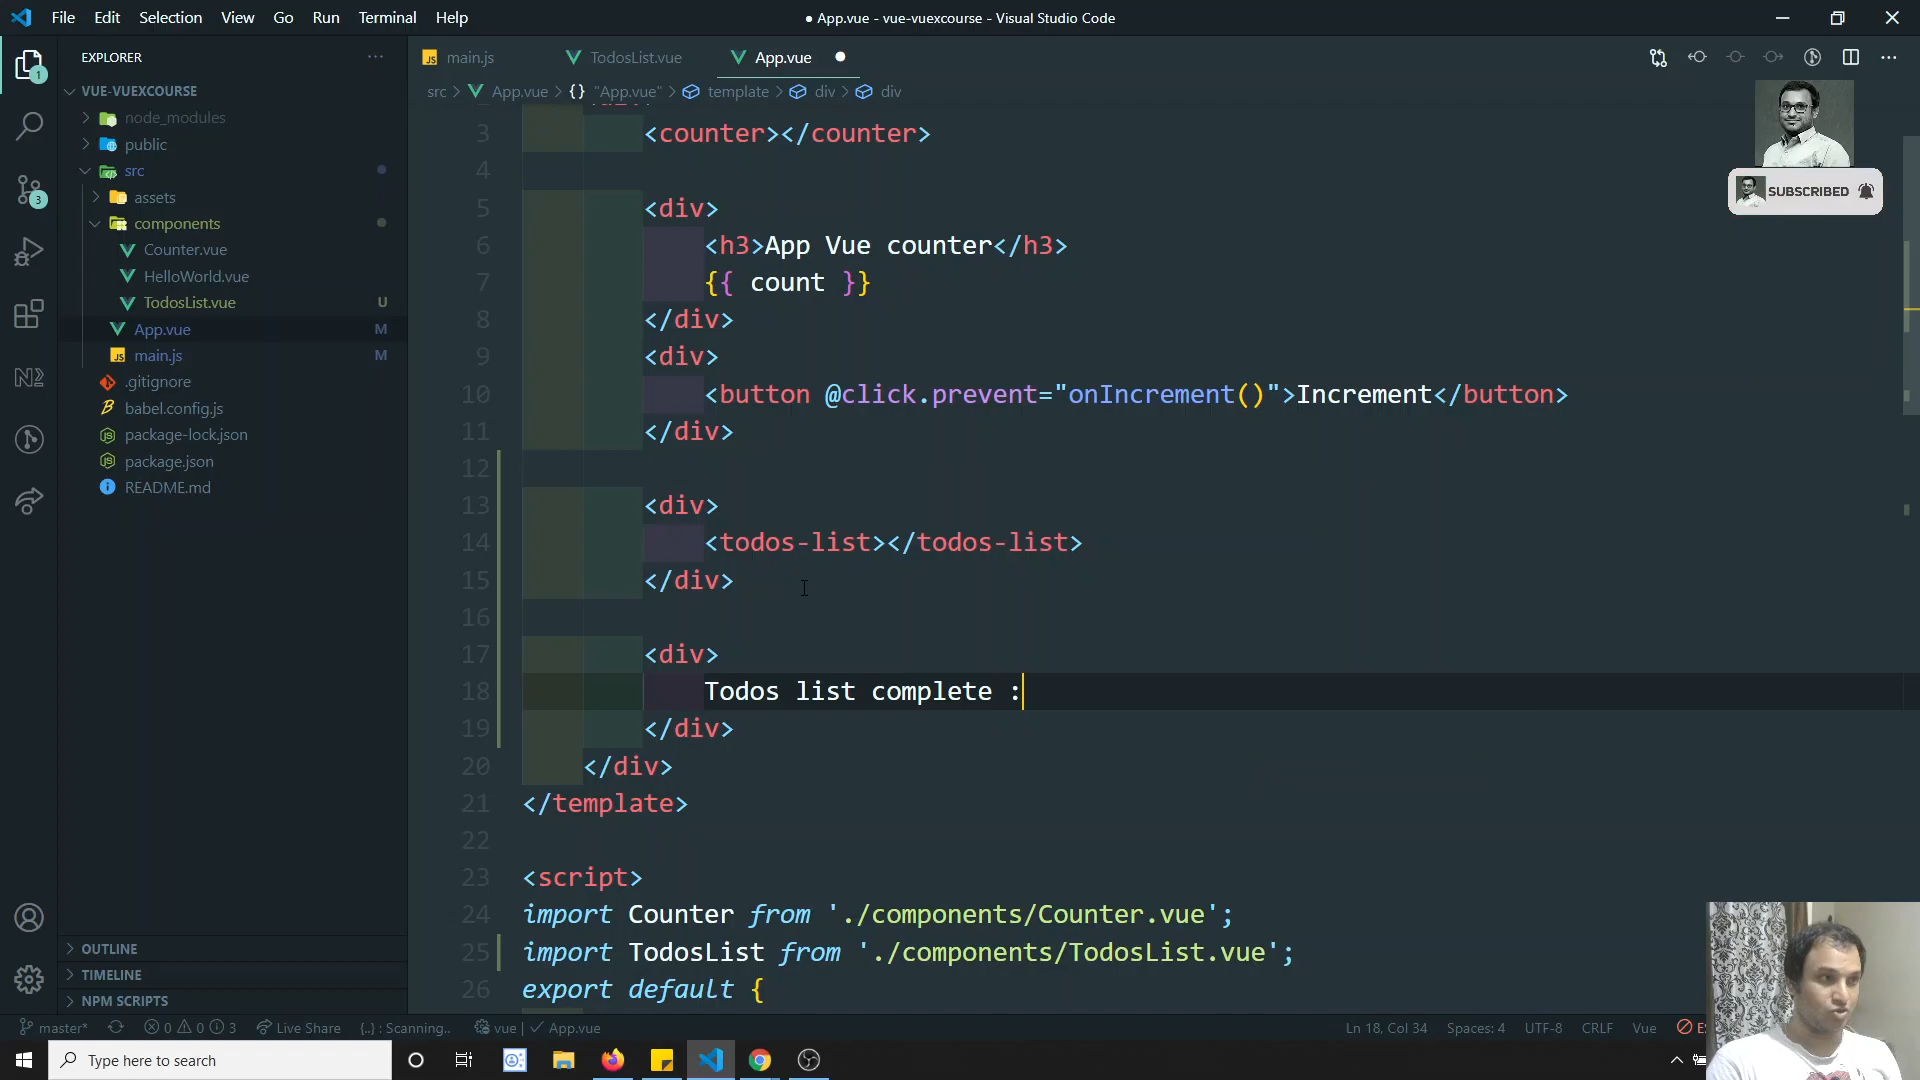 File Edit Selection View Go Run Terminal Help
● App.vue - vue-vuexcourse - Visual Studio Code
EXPLORER
main.js
TodosList.vue
App.vue
src > App.vue > {} "App.vue" > template > div > div
VUE-VUEXCOURSE
node_modules
public
src
assets
components
Counter.vue
HelloWorld.vue
TodosList.vue U
App.vue M
main.js M
.gitignore
babel.config.js
package-lock.json
package.json
README.md
OUTLINE
TIMELINE
NPM SCRIPTS
1
3
3 <counter></counter>
4
5 <div>
6 <h3>App Vue counter</h3>
7 {{ count }}
8 </div>
9 <div>
10 <button @click.prevent="onIncrement()">Increment</button>
11 </div>
12
13 <div>
14 <todos-list></todos-list>
15 </div>
16
17 <div>
18 Todos list complete :
19 </div>
20 </div>
21 </template>
22
23 <script>
24 import Counter from './components/Counter.vue';
25 import TodosList from './components/TodosList.vue';
26 export default {
SUBSCRIBED
master* 0 0 3 Live Share {..} : Scanning.. vue | ✓ App.vue
Ln 18, Col 34 Spaces: 4 UTF-8 CRLF Vue
Type here to search